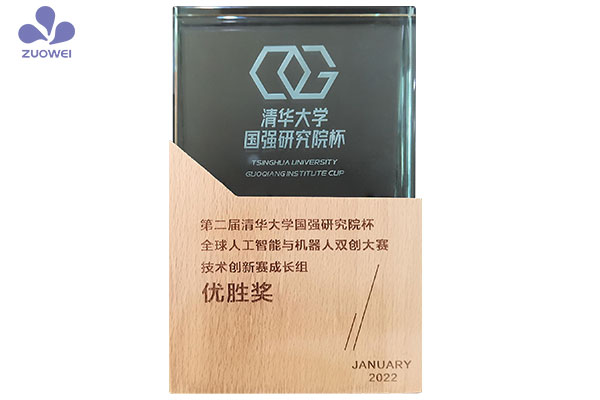 ZUOWEI
清华大学
国强研究院杯
TSINGHUA UNIVERSITY
GUOQIANG INSTITUTE CUP
第二届清华大学国强研究院杯
全球人工智能与机器人双创大赛
技术创新赛成长组
优胜奖
JANUARY
2022